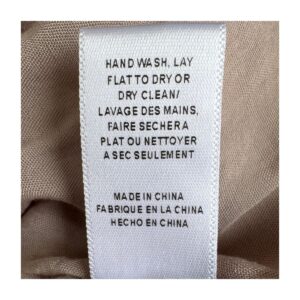 HAND WASH, LAY
FLAT TO DRY OR
DRY CLEAN/
LAVAGE DES MAINS,
FAIRE SECHER A
PLAT OU NETTOYER
A SEC SEULEMENT
MADE IN CHINA
FABRIQUE EN LA CHINA
HECHO EN CHINA